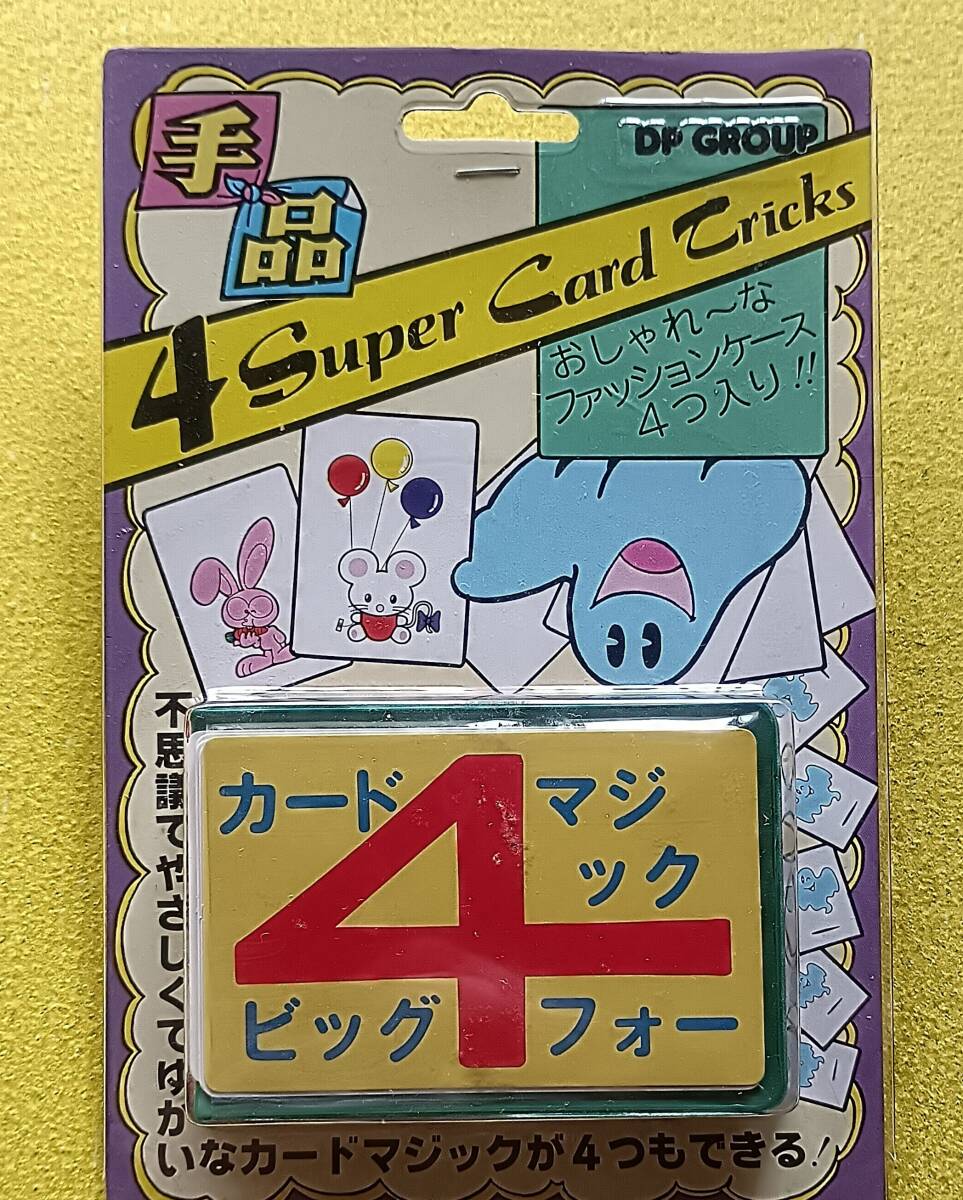 手品
DP GROUP
4 Super Card Tricks
おしゃれ〜な
ファッションケース
4つ入り!!
カード マジ
ック
4
ビッグ フォー
不思議でやさしくてゆか
いなカードマジックが4つもできる!